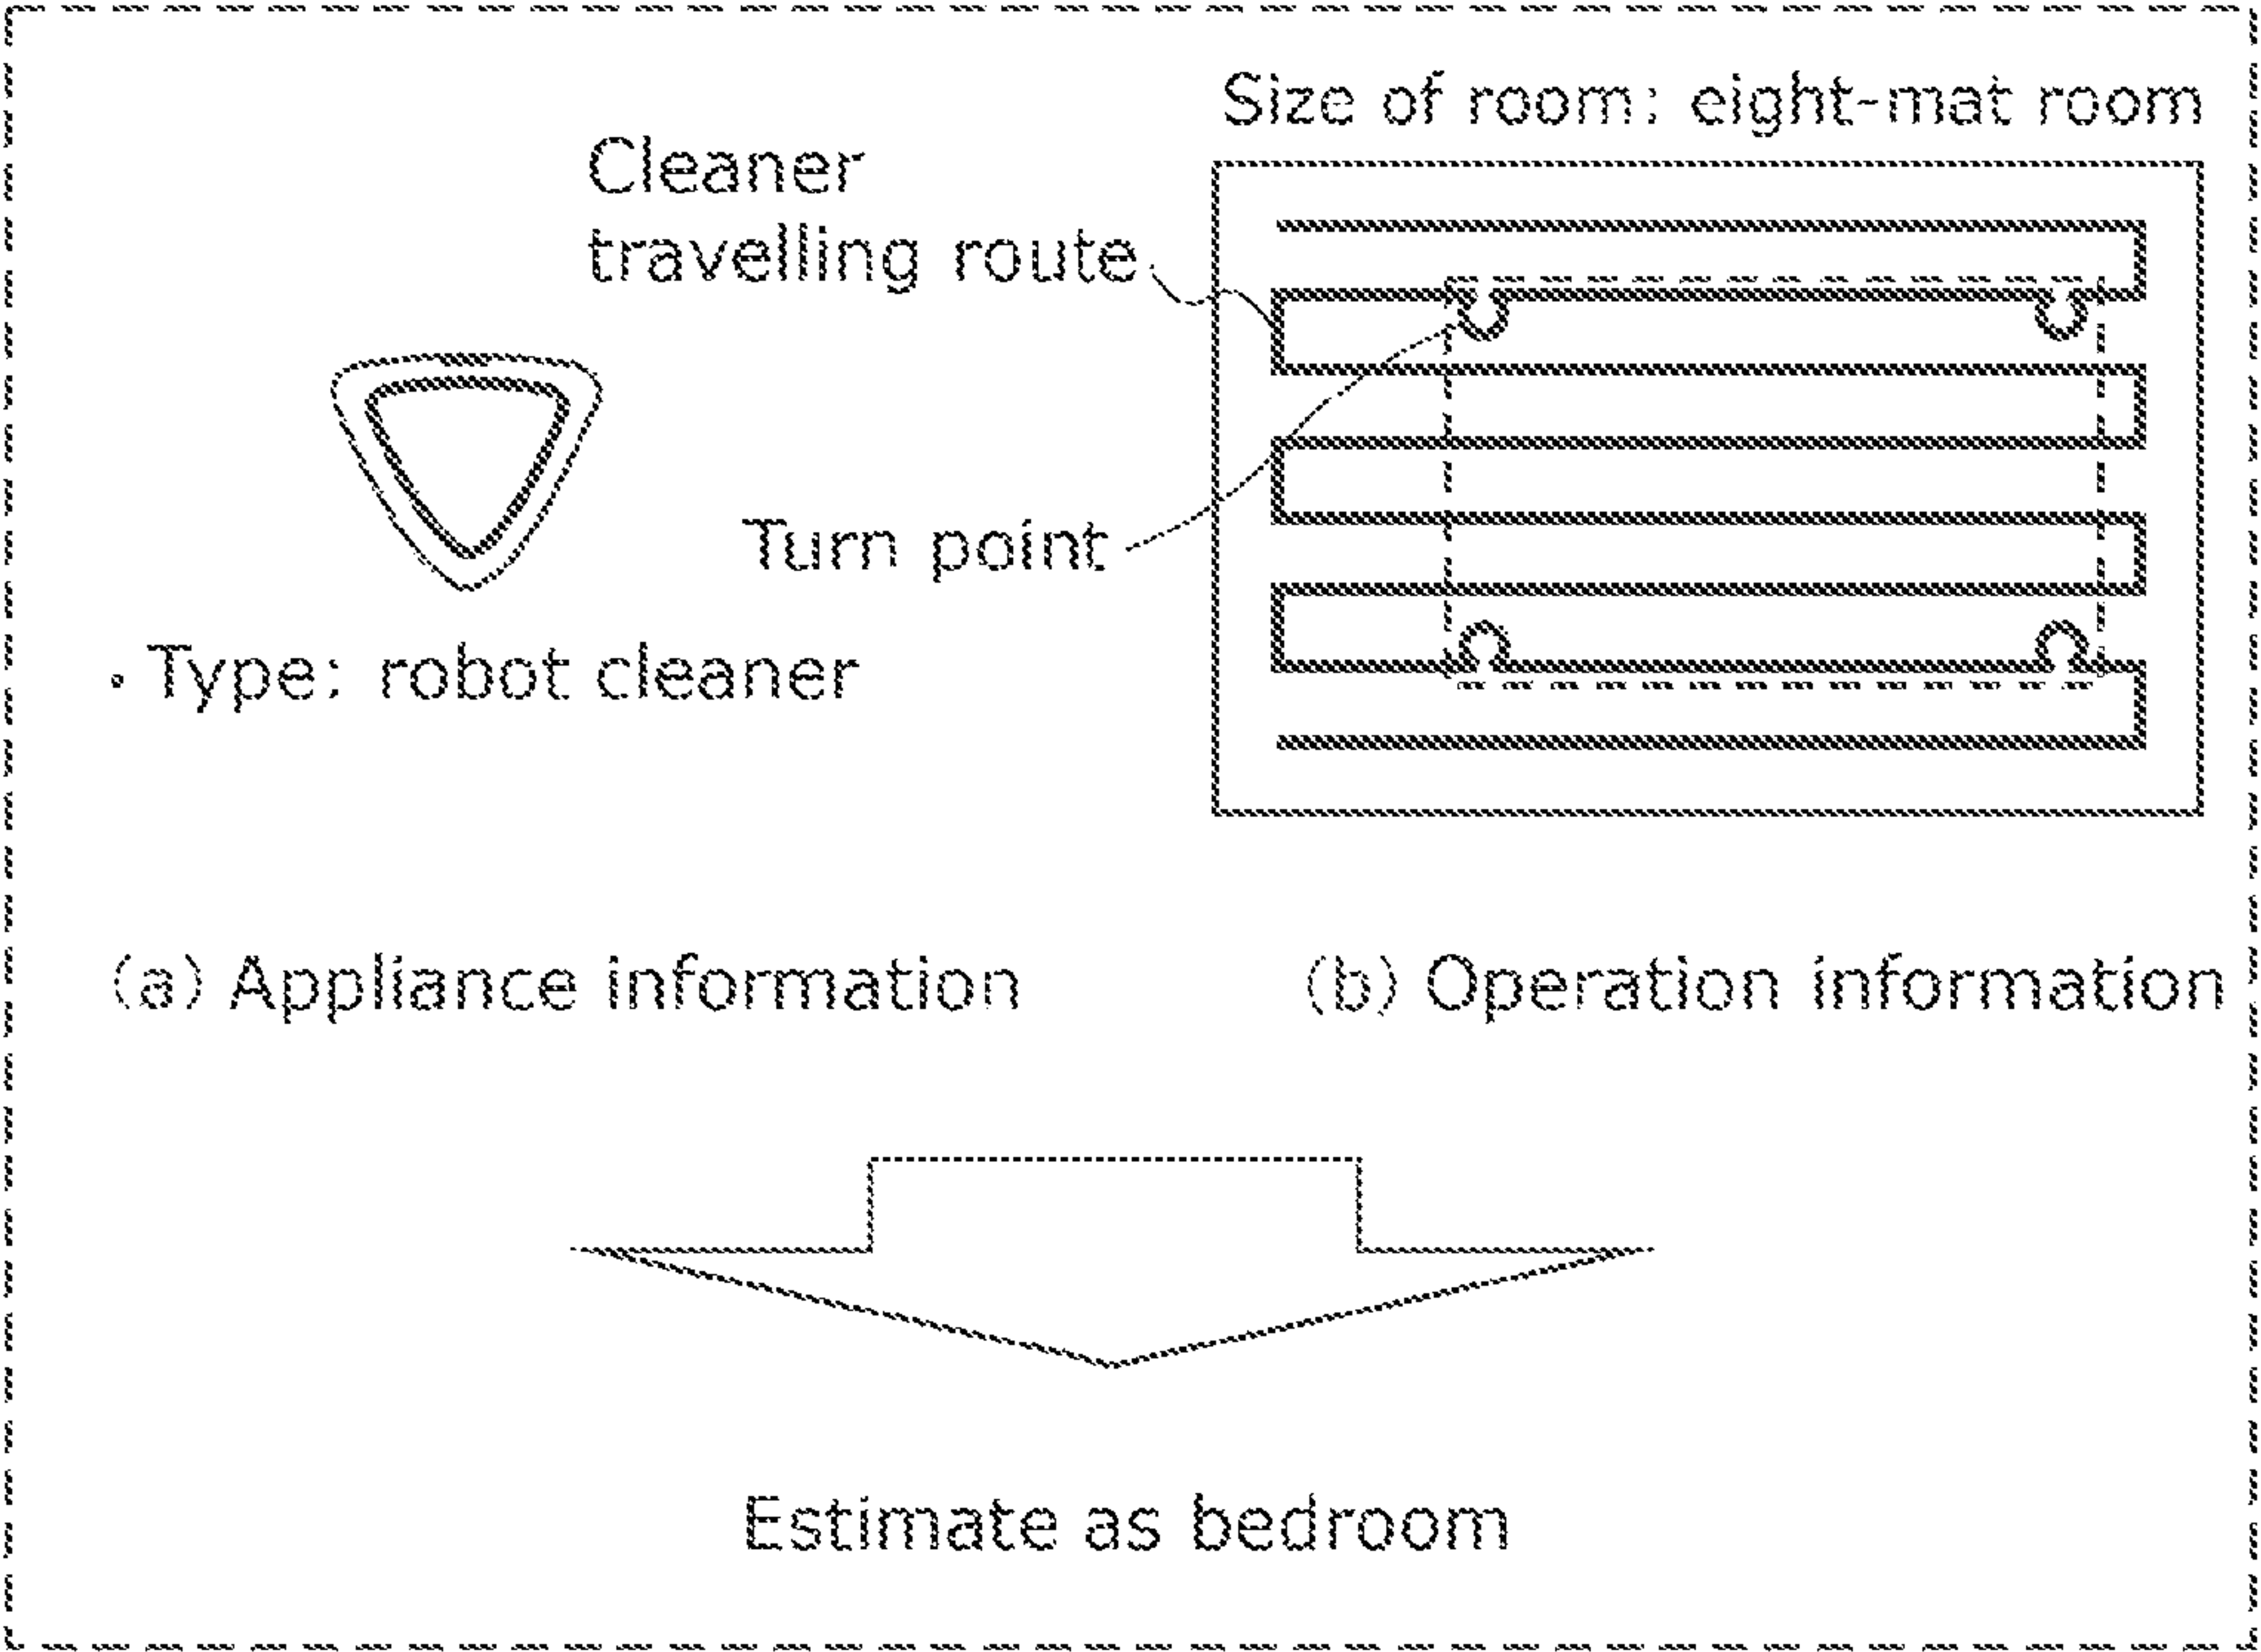 Size of room: eight-mat room
Cleaner
travelling route
Turn point
· Type: robot cleaner
(a) Appliance information
(b) Operation information
Estimate as bedroom